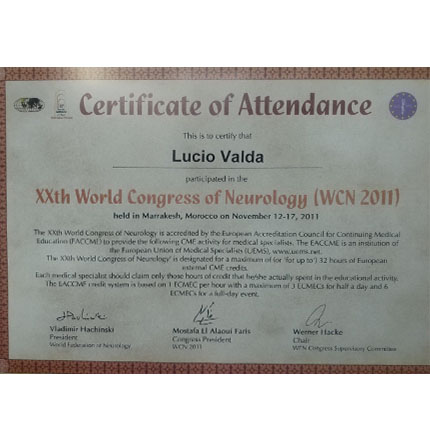 Certificate of Attendance
This is to certify that
Lucio Valda
participated in the
XXth World Congress of Neurology (WCN 2011)
held in Marrakesh, Morocco on November 12-17, 2011
The XXth World Congress of Neurology is accredited by the European Accreditation Council for Continuing Medical
Education (EACCME) to provide the following CME activity for medical specialists. The EACCME is an institution of
the European Union of Medical Specialists (UEMS), www.uems.net.
The XXth World Congress of Neurology' is designated for a maximum of (or 'for up to') 32 hours of European
external CME credits.
Each medical specialist should claim only those hours of credit that he/she actually spent in the educational activity.
The EACCME credit system is based on 1 ECMEC per hour with a maximum of 3 ECMECs for half a day and 6
ECMECs for a full-day event.
Vladimir Hachinski
President
World Federation of Neurology
Mostafa El Alaoui Faris
Congress President
WCN 2011
Werner Hacke
Chair
WFN Congress Supervisory Committee